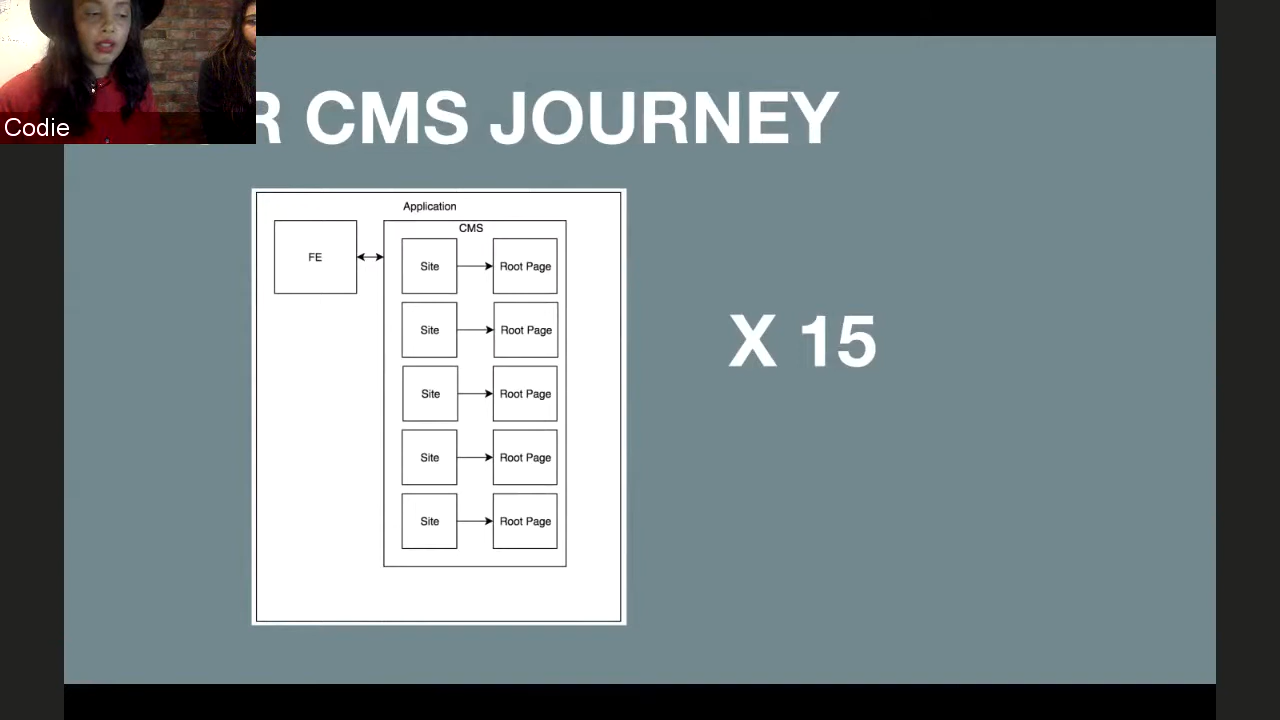 Codie
R CMS JOURNEY
Application
CMS
FE
Site
Root Page
Site
Root Page
Site
Root Page
Site
Root Page
Site
Root Page
X 15